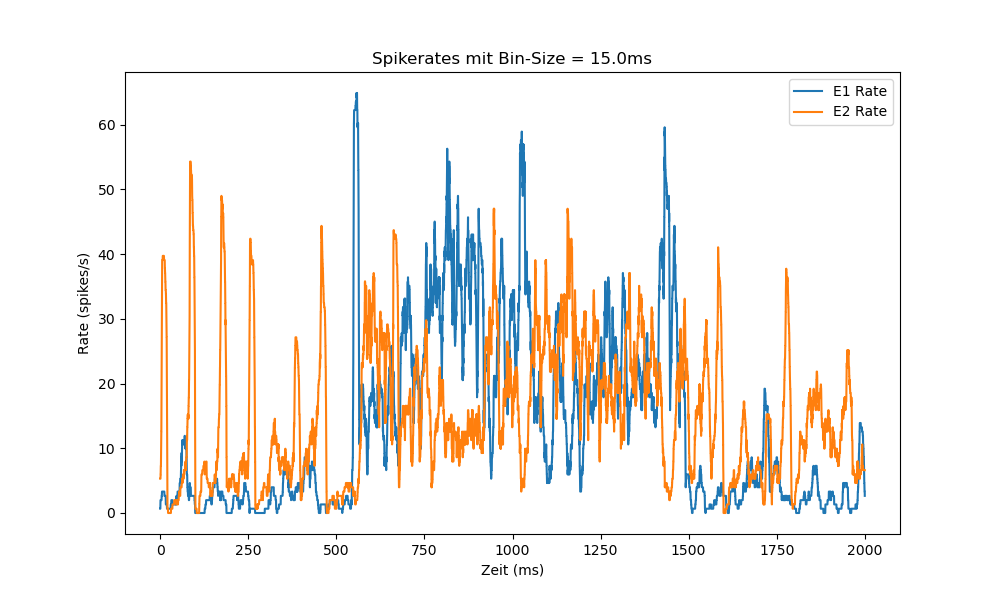 Spikerates mit Bin-Size = 15.0ms
E1 Rate
E2 Rate
Rate (spikes/s)
60
50
40
30
20
10
0
0 250 500 750 1000 1250 1500 1750 2000
Zeit (ms)